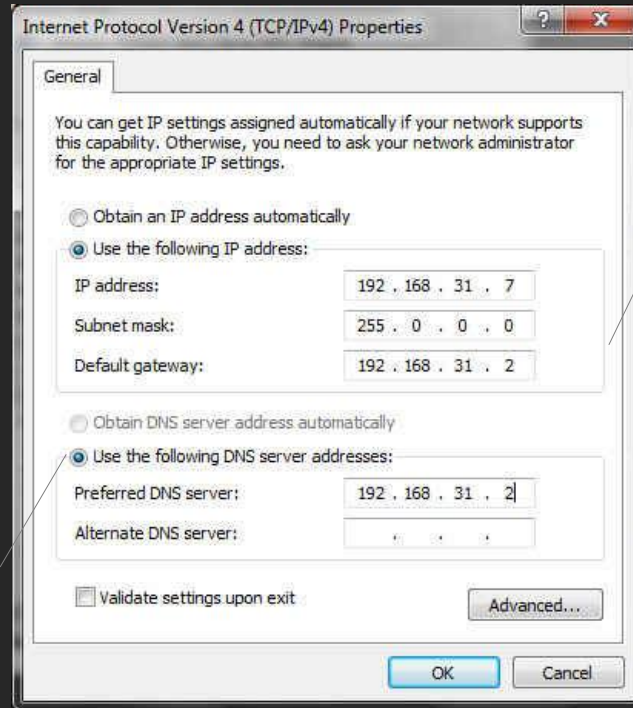 Internet Protocol Version 4 (TCP/IPv4) Properties
?
General
You can get IP settings assigned automatically if your network supports
this capability. Otherwise, you need to ask your network administrator
for the appropriate IP settings.
Obtain an IP address automatically
Use the following IP address:
IP address: 192 . 168 . 31 . 7
Subnet mask: 255 . 0 . 0 . 0
Default gateway: 192 . 168 . 31 . 2
Obtain DNS server address automatically
Use the following DNS server addresses:
Preferred DNS server: 192 . 168 . 31 . 2
Alternate DNS server: . . .
Validate settings upon exit
Advanced...
OK Cancel